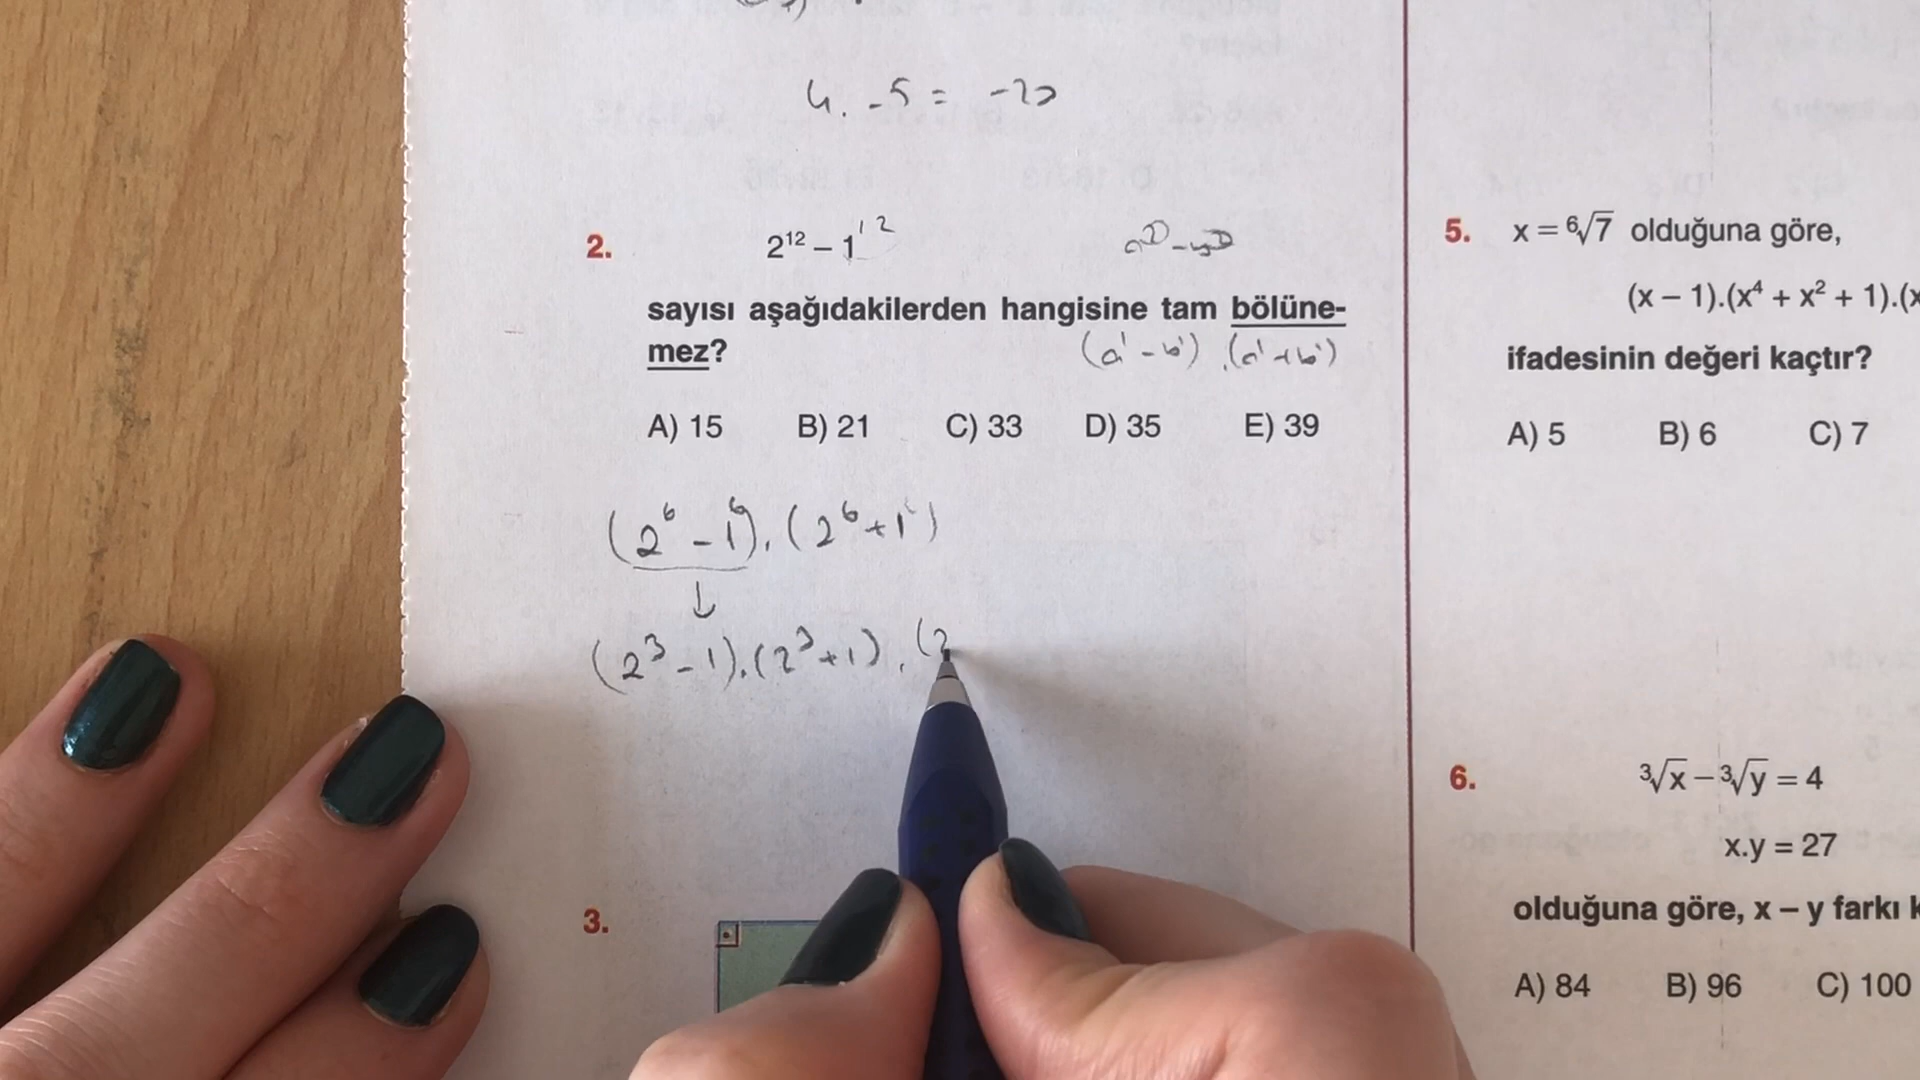 4. -5 = -20
2. 2¹² – 1¹²
sayısı aşağıdakilerden hangisine tam bölüne-
mez?
(a¹ - b¹) . (a¹ + b¹)
A) 15 B) 21 C) 33 D) 35 E) 39
(2⁶ - 1⁶) . (2⁶ + 1⁶)
↓
(2³ - 1) . (2³ + 1) . (2
3.
5. x = ⁶√7 olduğuna göre,
(x – 1).(x⁴ + x² + 1).(x
ifadesinin değeri kaçtır?
A) 5 B) 6 C) 7
6. ³√x – ³√y = 4
x.y = 27
olduğuna göre, x – y farkı
A) 84 B) 96 C) 100